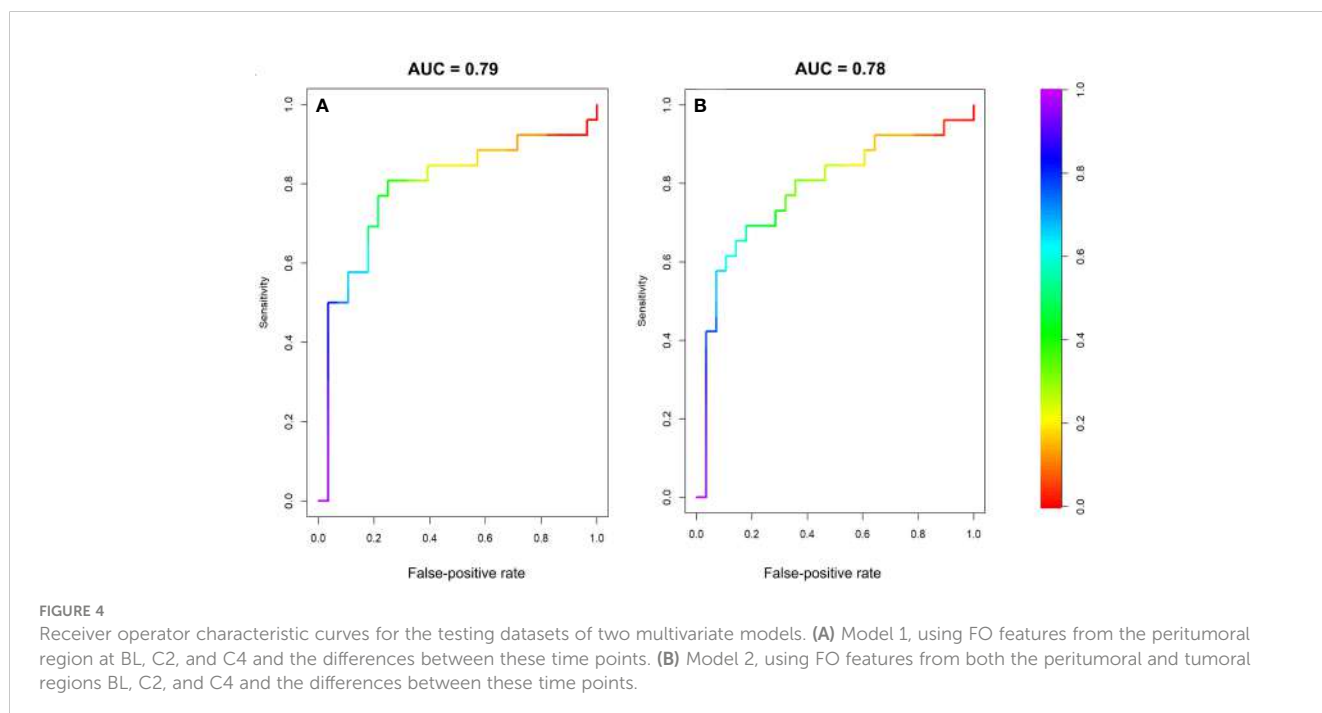 AUC = 0.79
AUC = 0.78
A
B
1.0
0.8
0.6
0.4
0.2
0.0
Sensitivity
0.0 0.2 0.4 0.6 0.8 1.0
False-positive rate
1.0
0.8
0.6
0.4
0.2
0.0
Sensitivity
0.0 0.2 0.4 0.6 0.8 1.0
False-positive rate
1.0
0.8
0.6
0.4
0.2
0.0
FIGURE 4
Receiver operator characteristic curves for the testing datasets of two multivariate models. (A) Model 1, using FO features from the peritumoral
region at BL, C2, and C4 and the differences between these time points. (B) Model 2, using FO features from both the peritumoral and tumoral
regions BL, C2, and C4 and the differences between these time points.